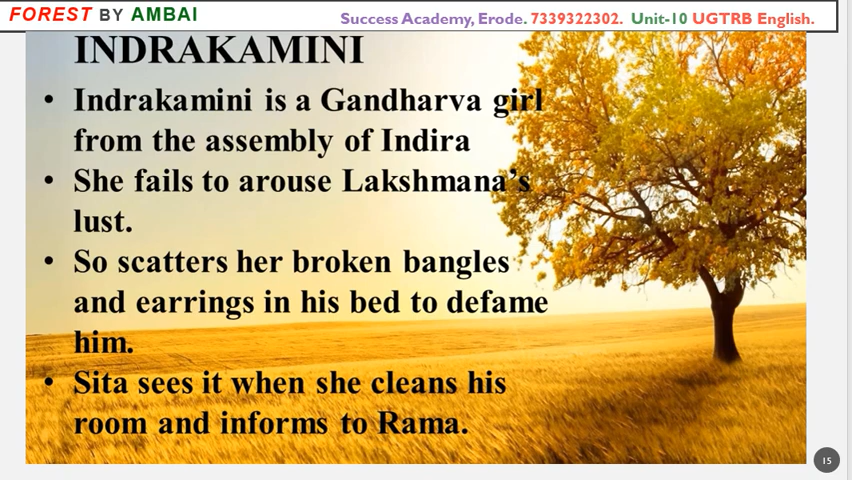 FOREST BY AMBAI
Success Academy, Erode. 7339322302. Unit-10 UGTRB English.
INDRAKAMINI
• Indrakamini is a Gandharva girl
from the assembly of Indira
• She fails to arouse Lakshmana's
lust.
• So scatters her broken bangles
and earrings in his bed to defame
him.
• Sita sees it when she cleans his
room and informs to Rama.
15